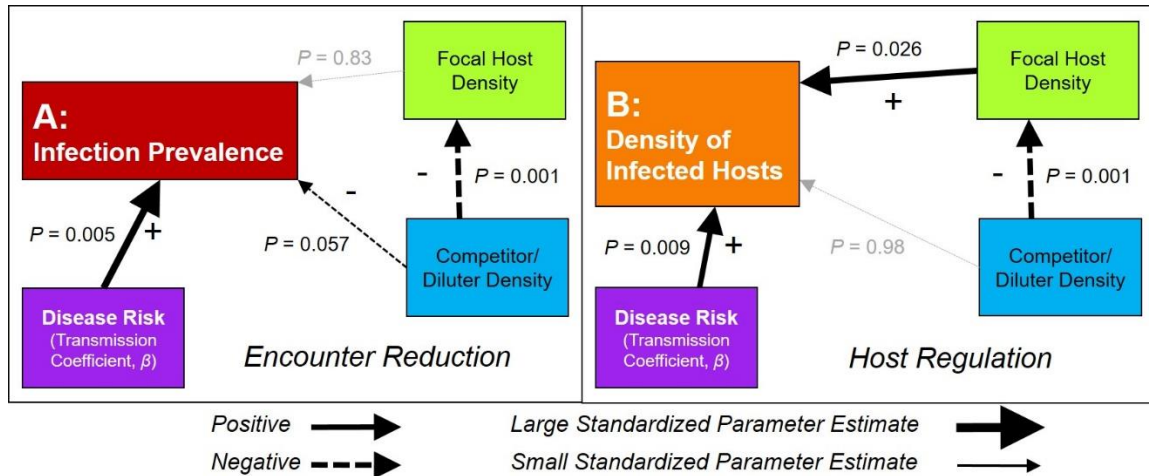 A:
Infection Prevalence
P = 0.83
Focal Host
Density
-
P = 0.001
-
P = 0.057
P = 0.005
+
Competitor/
Diluter Density
Disease Risk
(Transmission
Coefficient, β)
Encounter Reduction
B:
Density of
Infected Hosts
P = 0.026
+
Focal Host
Density
-
P = 0.001
P = 0.009
+
P = 0.98
Competitor/
Diluter Density
Disease Risk
(Transmission
Coefficient, β)
Host Regulation
Positive
Large Standardized Parameter Estimate
Negative
Small Standardized Parameter Estimate